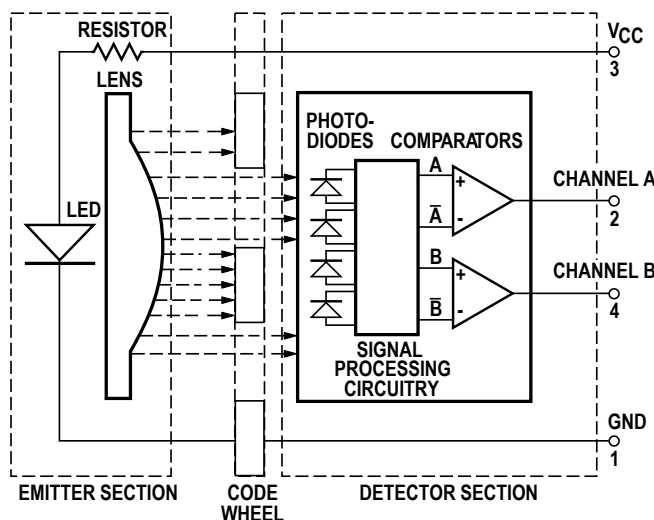 RESISTOR
LENS
LED
PHOTO-
DIODES
COMPARATORS
A
+
A̅
-
B
+
B̅
-
SIGNAL
PROCESSING
CIRCUITRY
VCC
3
CHANNEL A
2
CHANNEL B
4
GND
1
EMITTER SECTION
CODE
WHEEL
DETECTOR SECTION